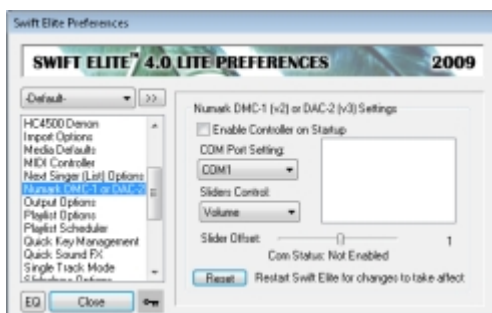 Swift Elite Preferences
SWIFT ELITE™ 4.0 LITE PREFERENCES 2009
-Default- >>
HC4500 Denon
Import Options
Media Defaults
MIDI Controller
Next Singer (List) Options
Numark DMC-1 or DAC-2
Output Options
Playlist Options
Playlist Scheduler
Quick Key Management
Quick Sound FX
Single Track Mode
Slideshow Options
EQ Close
Numark DMC-1 (v2) or DAC-2 (v3) Settings
Enable Controller on Startup
COM Port Setting:
COM1
Sliders Control:
Volume
Slider Offset: 1
Com Status: Not Enabled
Reset Restart Swift Elite for changes to take affect